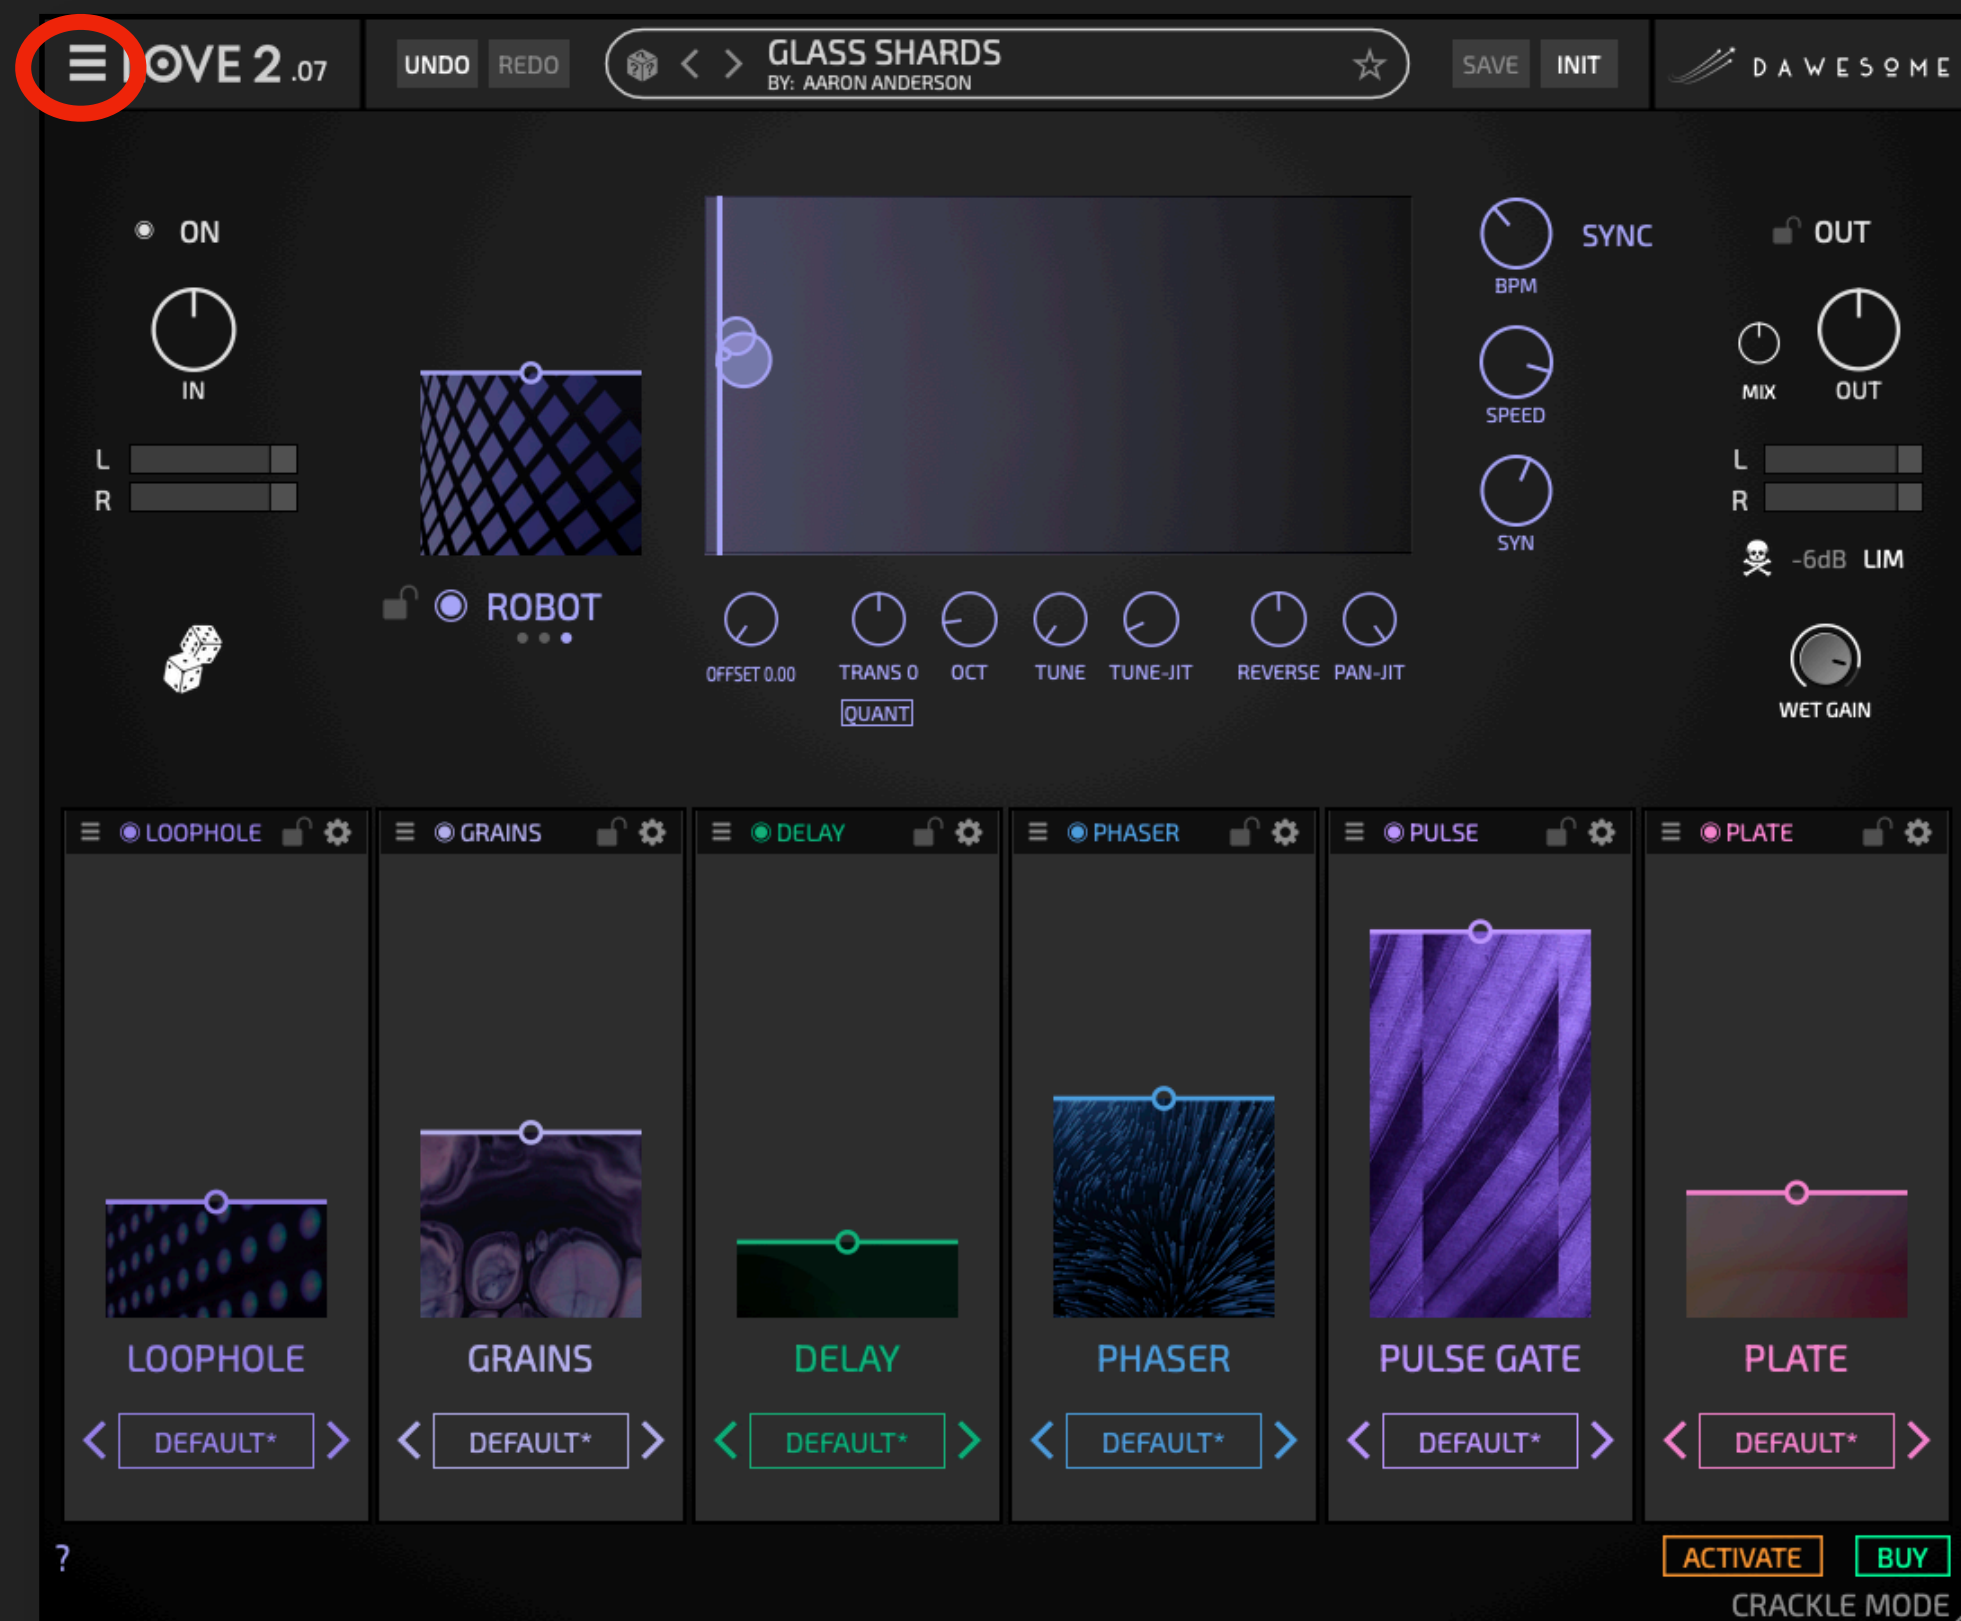 LOVE 2 .07
UNDO
REDO
GLASS SHARDS
BY: AARON ANDERSON
SAVE
INIT
DAWESOME
ON
IN
L
R
ROBOT
BPM
SYNC
SPEED
SYN
OFFSET 0.00
TRANS 0
OCT
TUNE
TUNE-JIT
REVERSE
PAN-JIT
QUANT
OUT
MIX
OUT
L
R
-6dB LIM
WET GAIN
LOOPHOLE
GRAINS
DELAY
PHASER
PULSE
PLATE
LOOPHOLE
GRAINS
DELAY
PHASER
PULSE GATE
PLATE
DEFAULT*
DEFAULT*
DEFAULT*
DEFAULT*
DEFAULT*
DEFAULT*
?
ACTIVATE
BUY
CRACKLE MODE